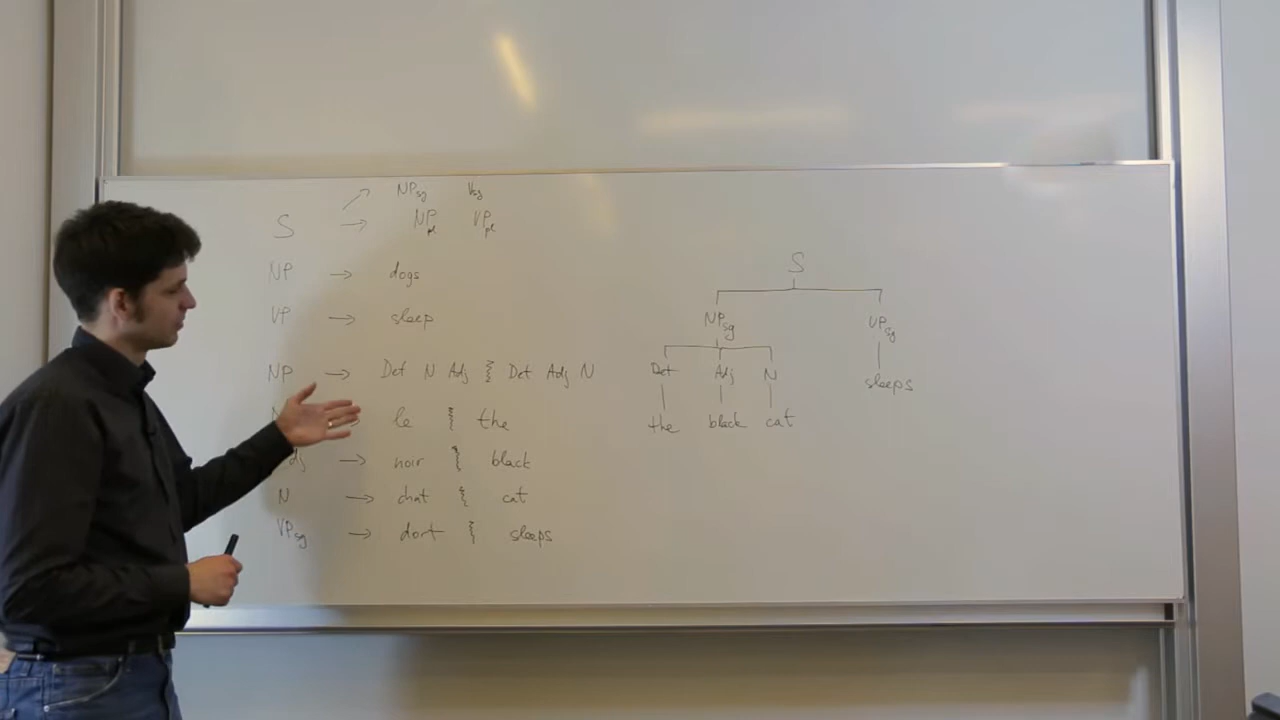 NPsg Vsg
S → NPpl VPpl
NP → dogs
VP → sleep
NP → Det N Adj } Det Adj N
le } the
→ noir } black
N → chat } cat
VPsg → dort } sleeps
S
NPsg VPsg
Det Adj N sleeps
the black cat